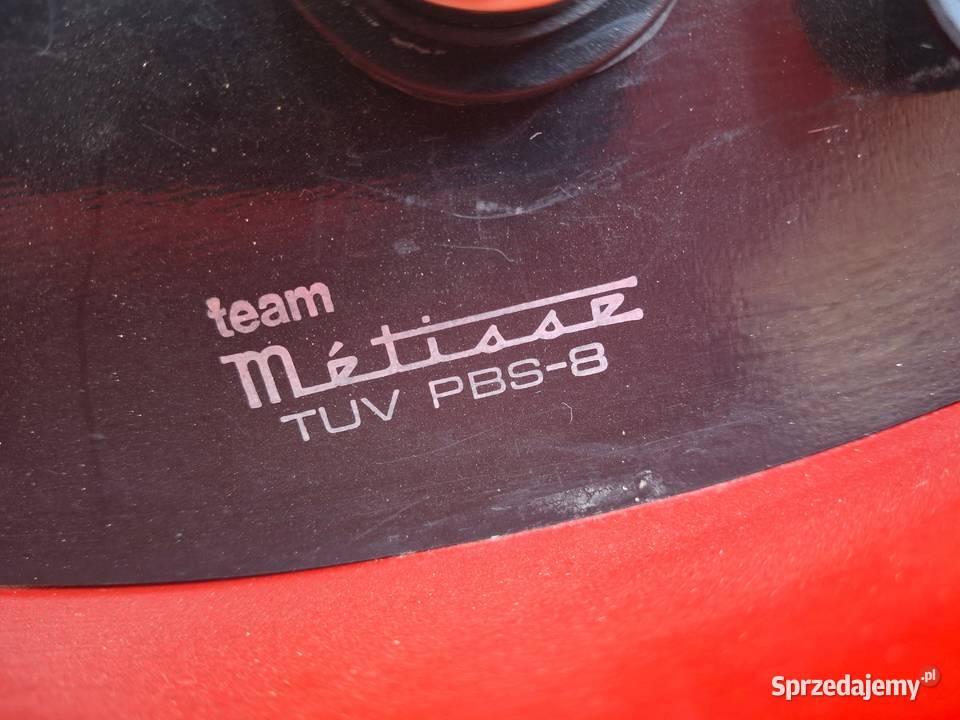 team
Métisse
TUV PBS-8
Sprzedajemy.pl